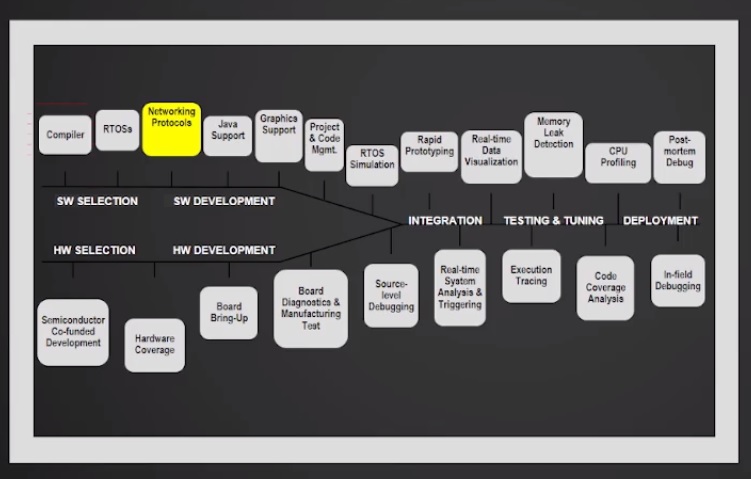 Compiler
RTOSs
Networking
Protocols
Java
Support
Graphics
Support
Project
& Code
Mgmt.
RTOS
Simulation
Rapid
Prototyping
Real-time
Data
Visualization
Memory
Leak
Detection
CPU
Profiling
Post-
mortem
Debug
SW SELECTION
SW DEVELOPMENT
INTEGRATION
TESTING & TUNING
DEPLOYMENT
HW SELECTION
HW DEVELOPMENT
Semiconductor
Co-funded
Development
Hardware
Coverage
Board
Bring-Up
Board
Diagnostics &
Manufacturing
Test
Source-
level
Debugging
Real-time
System
Analysis &
Triggering
Execution
Tracing
Code
Coverage
Analysis
In-field
Debugging